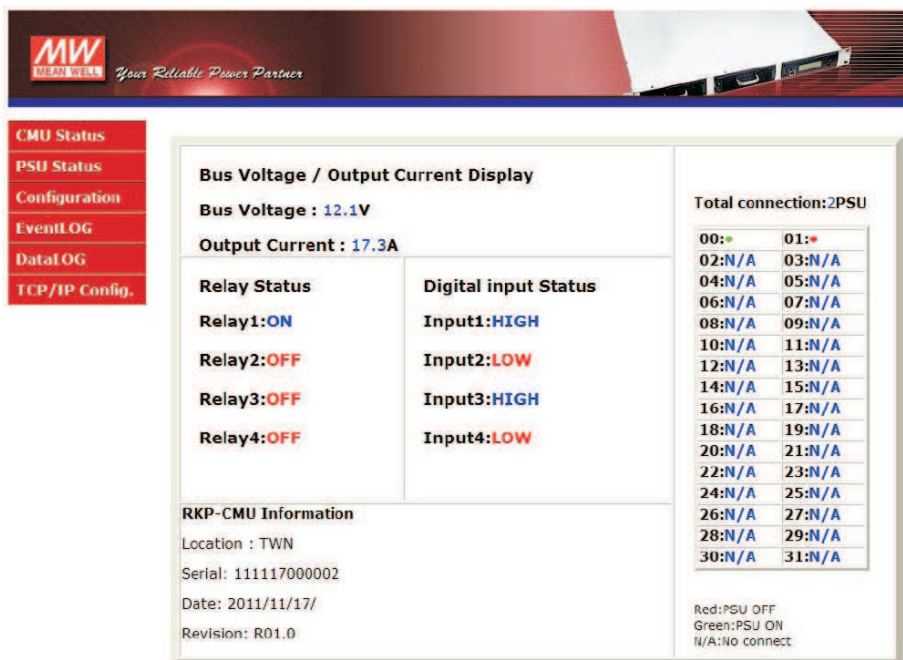 MW
MEAN WELL
Your Reliable Power Partner
CMU Status
PSU Status
Configuration
EventLOG
DataLOG
TCP/IP Config.
Bus Voltage / Output Current Display
Bus Voltage : 12.1V
Output Current : 17.3A
Relay Status
Relay1:ON
Relay2:OFF
Relay3:OFF
Relay4:OFF
Digital input Status
Input1:HIGH
Input2:LOW
Input3:HIGH
Input4:LOW
RKP-CMU Information
Location : TWN
Serial: 111117000002
Date: 2011/11/17/
Revision: R01.0
Total connection:2PSU
00: 01:
02:N/A 03:N/A
04:N/A 05:N/A
06:N/A 07:N/A
08:N/A 09:N/A
10:N/A 11:N/A
12:N/A 13:N/A
14:N/A 15:N/A
16:N/A 17:N/A
18:N/A 19:N/A
20:N/A 21:N/A
22:N/A 23:N/A
24:N/A 25:N/A
26:N/A 27:N/A
28:N/A 29:N/A
30:N/A 31:N/A
Red:PSU OFF
Green:PSU ON
N/A:No connect